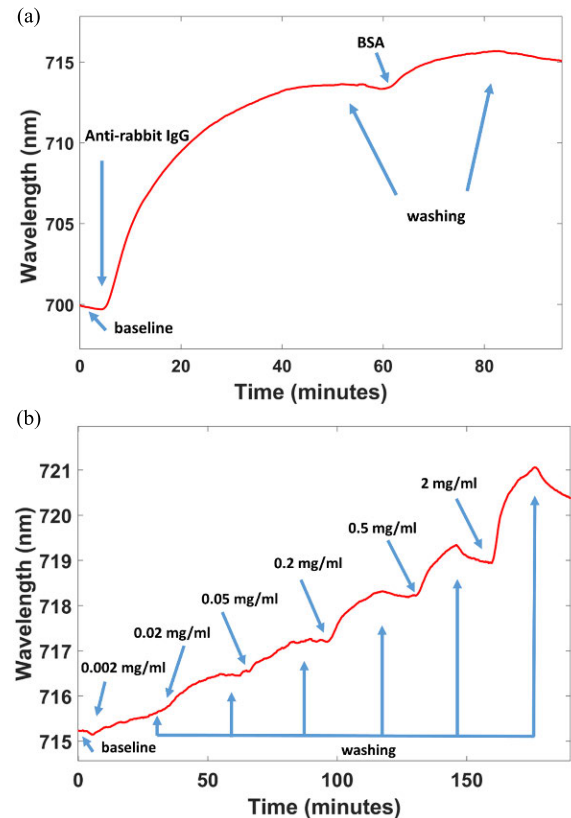 (a)
715
710
705
700
Wavelength (nm)
BSA
Anti-rabbit IgG
washing
baseline
0 20 40 60 80
Time (minutes)
(b)
721
720
719
718
717
716
715
Wavelength (nm)
2 mg/ml
0.5 mg/ml
0.2 mg/ml
0.05 mg/ml
0.02 mg/ml
0.002 mg/ml
baseline
washing
0 50 100 150
Time (minutes)